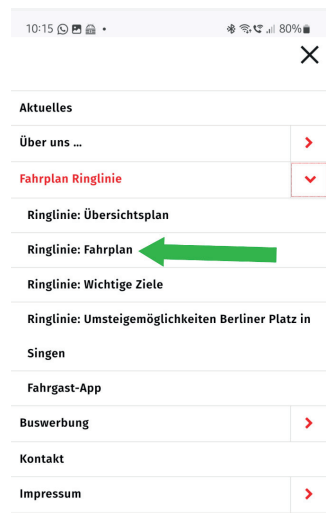 10:15 80%
Aktuelles
Über uns ...
Fahrplan Ringlinie
Ringlinie: Übersichtsplan
Ringlinie: Fahrplan
Ringlinie: Wichtige Ziele
Ringlinie: Umsteigemöglichkeiten Berliner Platz in
Singen
Fahrgast-App
Buswerbung
Kontakt
Impressum